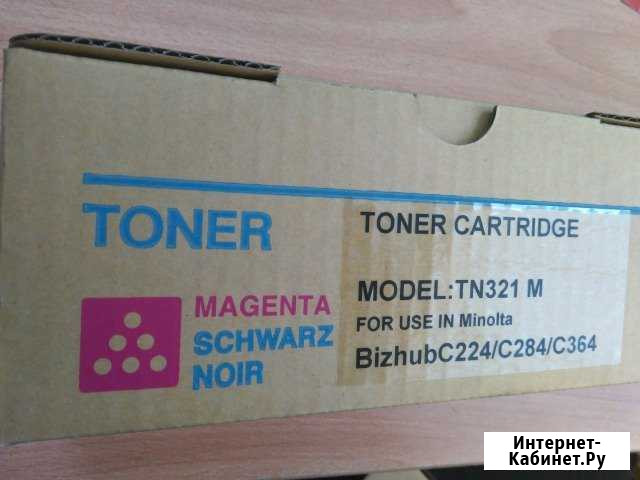 TONER
MAGENTA
SCHWARZ
NOIR
TONER CARTRIDGE
MODEL:TN321 M
FOR USE IN Minolta
BizhubC224/C284/C364
Интернет-
Кабинет.Ру